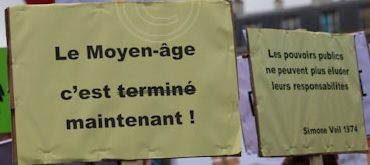 Le Moyen-âge
c'est terminé
maintenant !
Les pouvoirs publics
ne peuvent plus éluder
leurs responsabilités
Simone Veil 1974